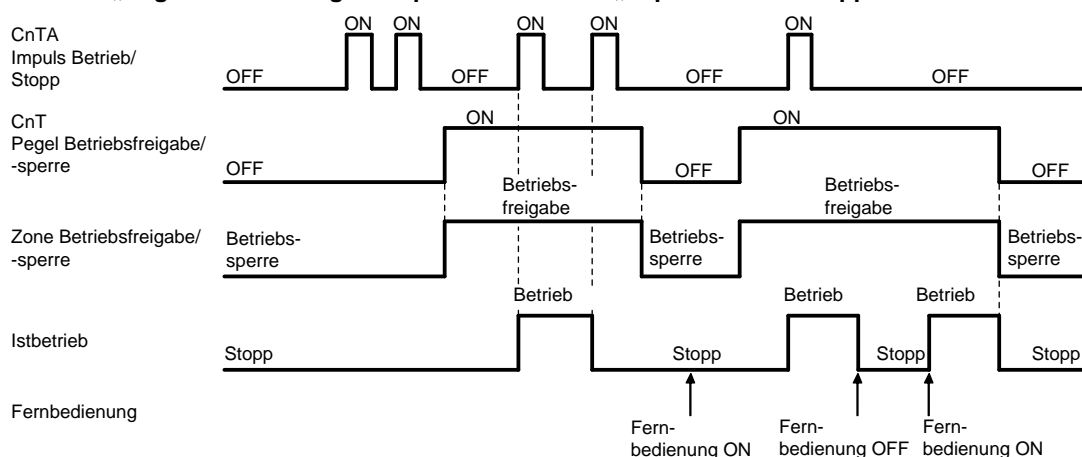 CnTA
Impuls Betrieb/
Stopp
ON ON ON ON ON
OFF OFF OFF OFF
CnT
Pegel Betriebsfreigabe/
-sperre
ON ON
OFF OFF OFF
Betriebs-
freigabe
Betriebs-
freigabe
Zone Betriebsfreigabe/
-sperre
Betriebs-
sperre
Betriebs-
sperre
Betriebs-
sperre
Betrieb Betrieb Betrieb
Istbetrieb
Stopp Stopp Stopp Stopp
Fernbedienung
Fern-
bedienung ON
Fern-
bedienung OFF
Fern-
bedienung ON